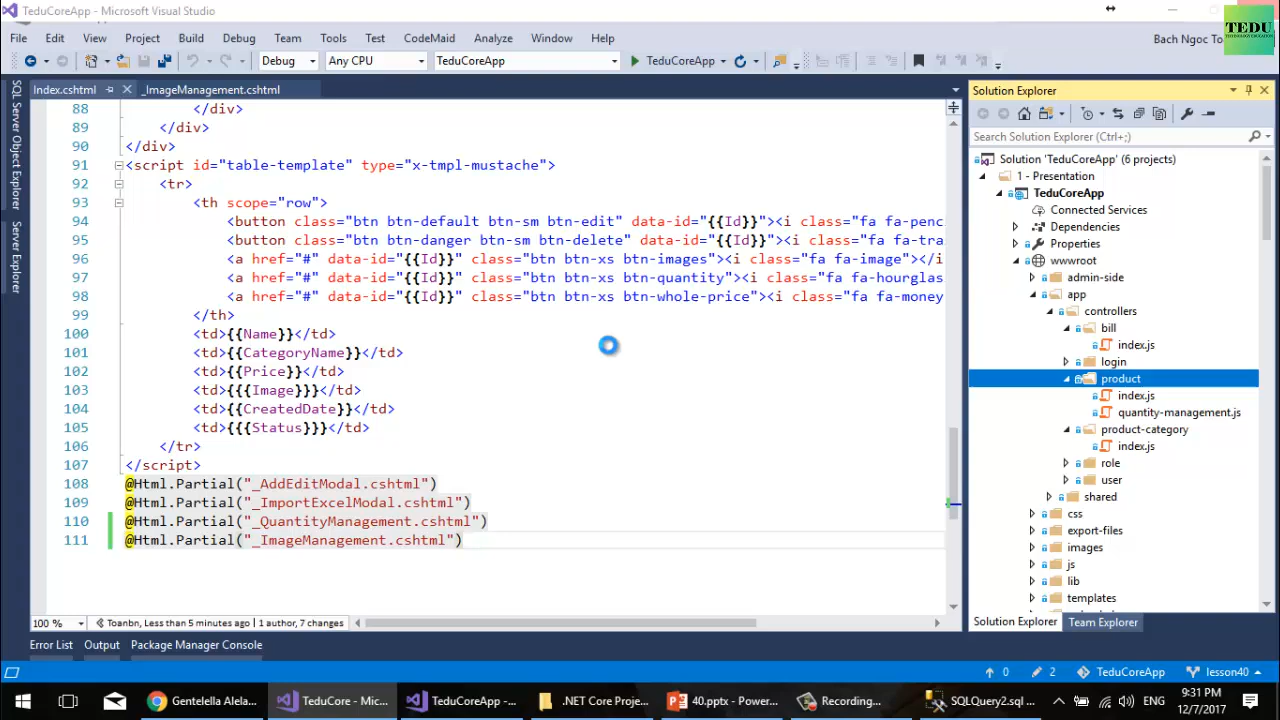 TeduCoreApp - Microsoft Visual Studio
TEDU
File Edit View Project Build Debug Team Tools Test CodeMaid Analyze Window Help
Bach Ngoc To
Debug Any CPU TeduCoreApp TeduCoreApp
Index.cshtml _ImageManagement.cshtml
SQL Server Object Explorer
Server Explorer
88 </div>
89 </div>
90 </div>
91 <script id="table-template" type="x-tmpl-mustache">
92 <tr>
93 <th scope="row">
94 <button class="btn btn-default btn-sm btn-edit" data-id="{{Id}}"><i class="fa fa-penc
95 <button class="btn btn-danger btn-sm btn-delete" data-id="{{Id}}"><i class="fa fa-tra
96 <a href="#" data-id="{{Id}}" class="btn btn-xs btn-images"><i class="fa fa-image"></i
97 <a href="#" data-id="{{Id}}" class="btn btn-xs btn-quantity"><i class="fa fa-hourglas
98 <a href="#" data-id="{{Id}}" class="btn btn-xs btn-whole-price"><i class="fa fa-money
99 </th>
100 <td>{{Name}}</td>
101 <td>{{CategoryName}}</td>
102 <td>{{Price}}</td>
103 <td>{{{Image}}}</td>
104 <td>{{CreatedDate}}</td>
105 <td>{{{Status}}}</td>
106 </tr>
107 </script>
108 @Html.Partial("_AddEditModal.cshtml")
109 @Html.Partial("_ImportExcelModal.cshtml")
110 @Html.Partial("_QuantityManagement.cshtml")
111 @Html.Partial("_ImageManagement.cshtml")
100 % Toanbn, Less than 5 minutes ago | 1 author, 7 changes
Solution Explorer
Search Solution Explorer (Ctrl+;)
Solution 'TeduCoreApp' (6 projects)
1 - Presentation
TeduCoreApp
Connected Services
Dependencies
Properties
wwwroot
admin-side
app
controllers
bill
index.js
login
product
index.js
quantity-management.js
product-category
index.js
role
user
shared
css
export-files
images
js
lib
templates
Solution Explorer Team Explorer
Error List Output Package Manager Console
0 2 TeduCoreApp lesson40
Gentelella Alela... TeduCore - Mic... TeduCoreApp -... .NET Core Proje... 40.pptx - Power... Recording... SQLQuery2.sql ... ENG
9:31 PM
12/7/2017